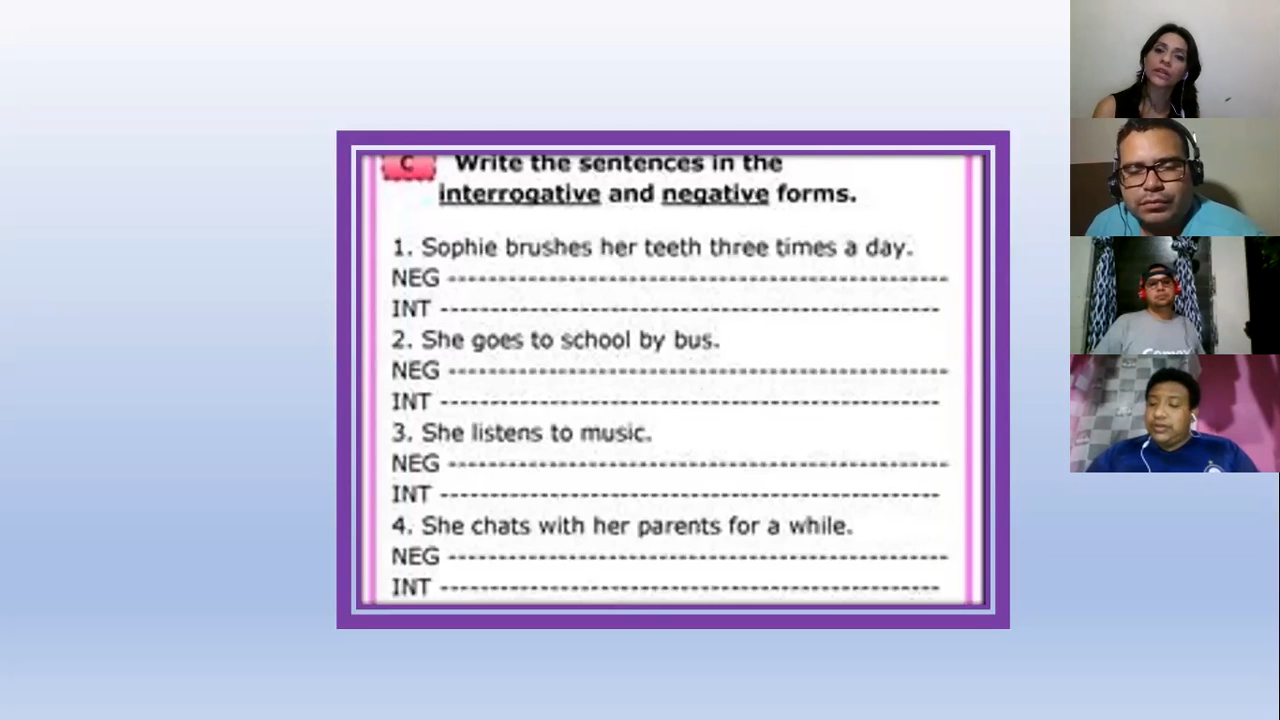 C Write the sentences in the
interrogative and negative forms.
1. Sophie brushes her teeth three times a day.
NEG --------------------------------------------------
INT --------------------------------------------------
2. She goes to school by bus.
NEG --------------------------------------------------
INT --------------------------------------------------
3. She listens to music.
NEG --------------------------------------------------
INT --------------------------------------------------
4. She chats with her parents for a while.
NEG --------------------------------------------------
INT --------------------------------------------------